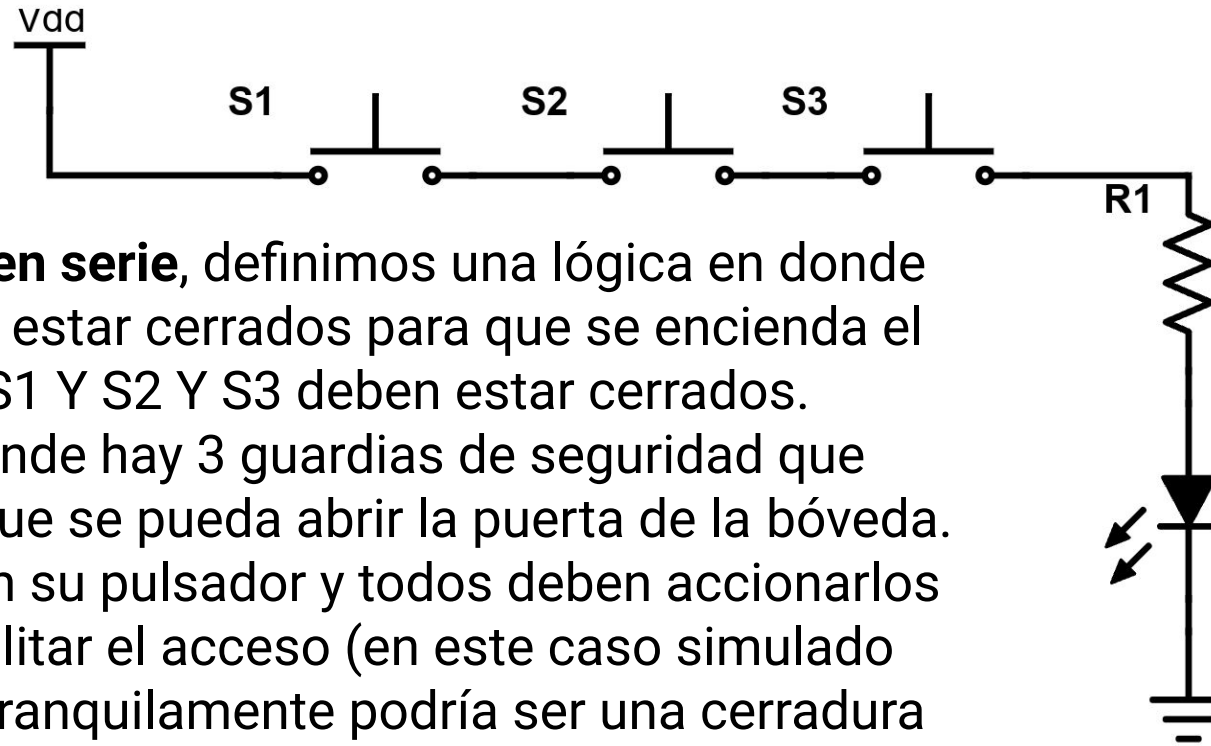 Vdd
S1 S2 S3
R1
en serie, definimos una lógica en donde
estar cerrados para que se encienda el
S1 Y S2 Y S3 deben estar cerrados.
nde hay 3 guardias de seguridad que
ue se pueda abrir la puerta de la bóveda.
n su pulsador y todos deben accionarlos
litar el acceso (en este caso simulado
ranquilamente podría ser una cerradura